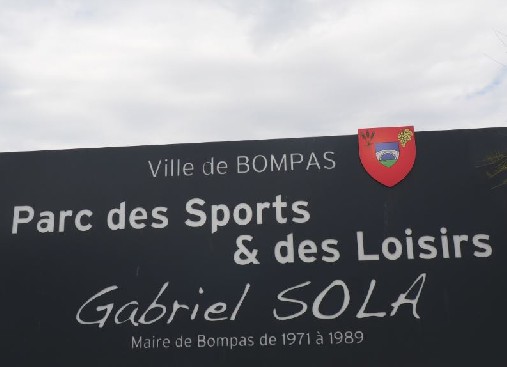 Ville de BOMPAS
Parc des Sports
& des Loisirs
Gabriel SOLA
Maire de Bompas de 1971 à 1989